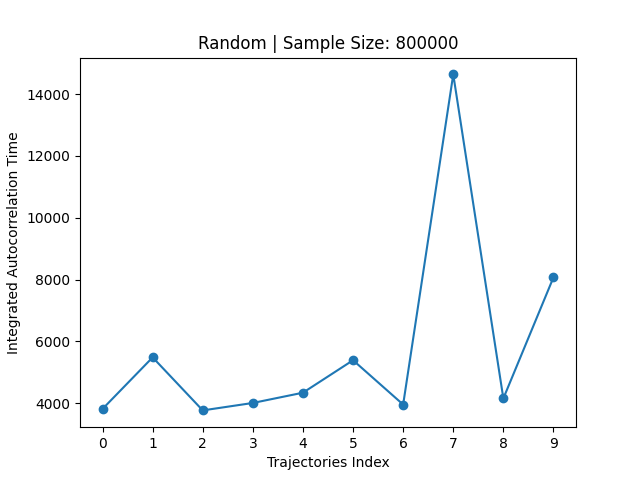 Random | Sample Size: 800000
Integrated Autocorrelation Time
14000
12000
10000
8000
6000
4000
0 1 2 3 4 5 6 7 8 9
Trajectories Index